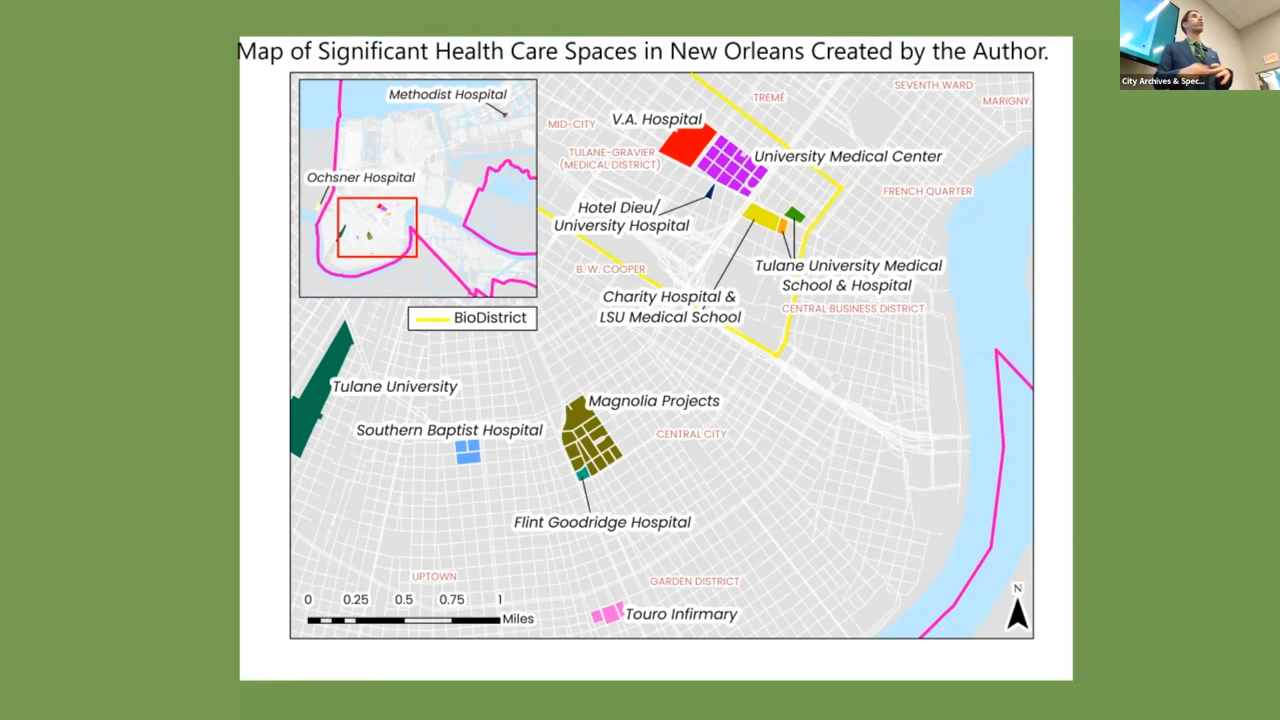 Map of Significant Health Care Spaces in New Orleans Created by the Author.
City Archives & Spec...
Methodist Hospital
Ochsner Hospital
BioDistrict
SEVENTH WARD
TREMÉ
MARIGNY
MID-CITY
V.A. Hospital
TULANE-GRAVIER
(MEDICAL DISTRICT)
University Medical Center
FRENCH QUARTER
Hotel Dieu/
University Hospital
B. W. COOPER
Tulane University Medical
School & Hospital
Charity Hospital &
LSU Medical School
CENTRAL BUSINESS DISTRICT
Tulane University
Magnolia Projects
Southern Baptist Hospital
CENTRAL CITY
Flint Goodridge Hospital
UPTOWN
GARDEN DISTRICT
0 0.25 0.5 0.75 1
Miles
Touro Infirmary
N